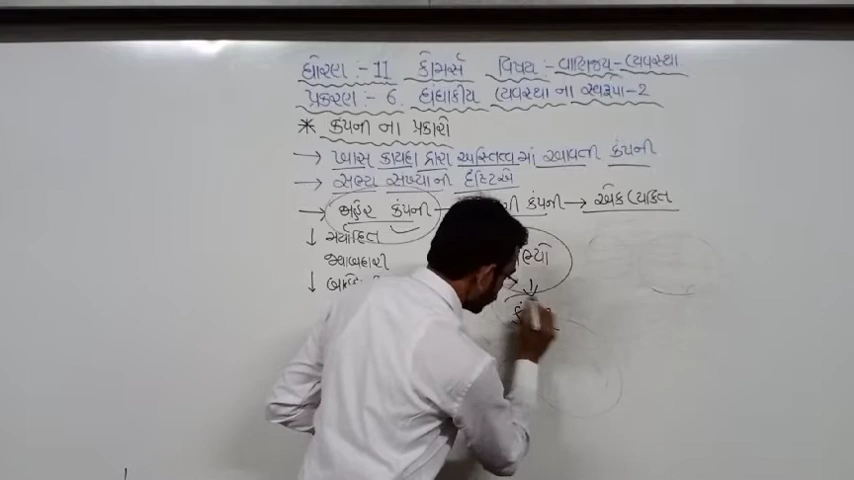 ધોરણ :- 11 કોમર્સ વિષય :- વાણિજ્ય-વ્યવસ્થા
પ્રકરણ :- 6. ધંધાકીય વ્યવસ્થા ના સ્વરૂપો-2
* કંપની ના પ્રકારો
→ ખાસ કાયદા દ્વારા અસ્તિત્વમાં આવતી કંપની
→ સભ્ય સંખ્યાની દૃષ્ટિએ
→ જાહેર કંપની → કંપની → એક વ્યક્તિ
↓ મર્યાદિત
જવાબદારી